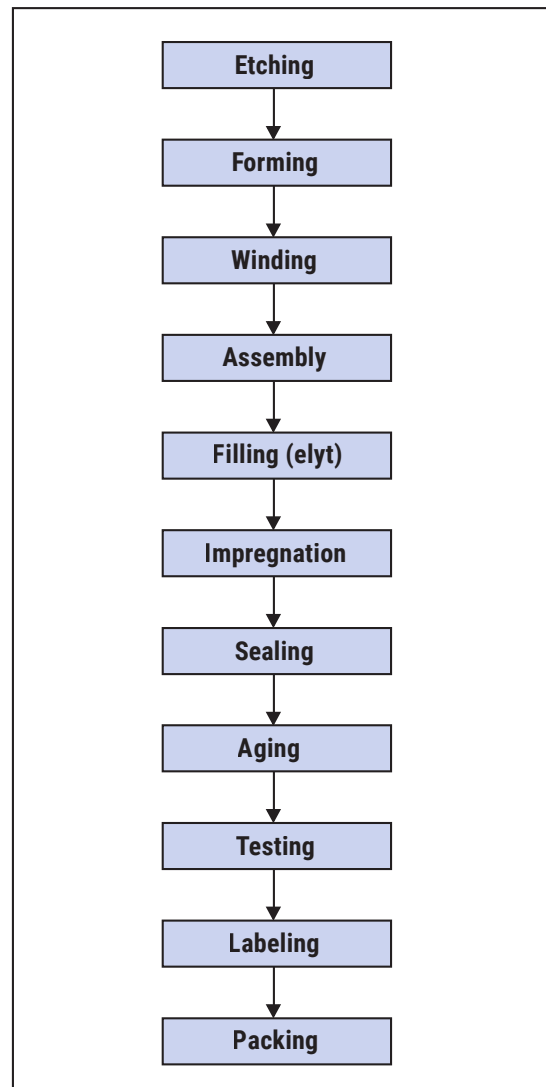 Etching
Forming
Winding
Assembly
Filling (elyt)
Impregnation
Sealing
Aging
Testing
Labeling
Packing